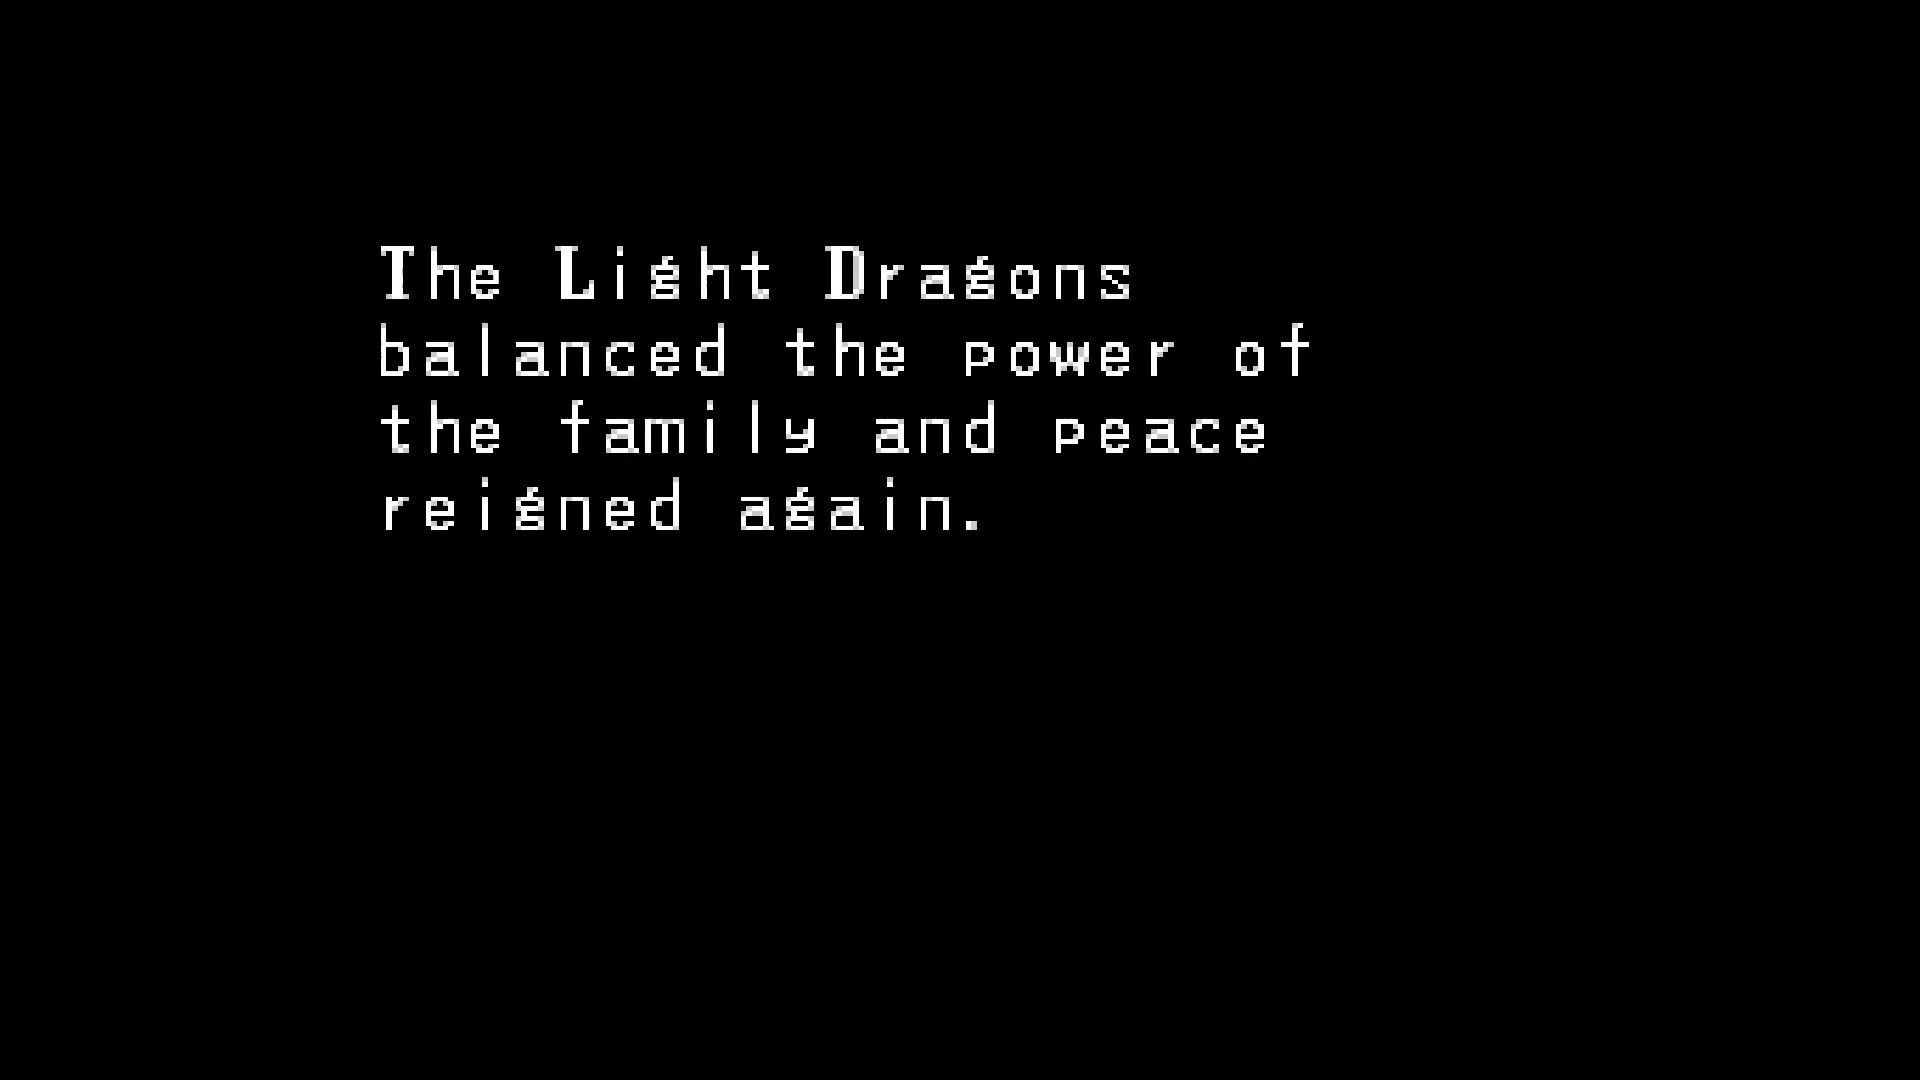 The Light Dragons
balanced the power of
the family and peace
reigned again.